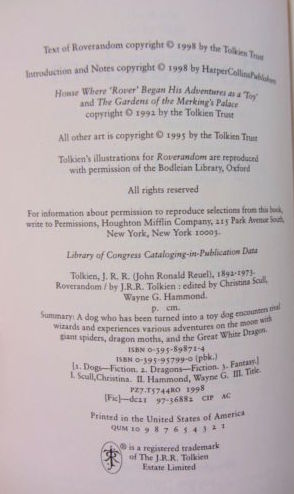 Text of Roverandom copyright © 1998 by the Tolkien Trust
Introduction and Notes copyright © 1998 by HarperCollinsPublishers
House Where 'Rover' Began His Adventures as a 'Toy'
and The Gardens of the Merking's Palace
copyright © 1992 by the Tolkien Trust
All other art is copyright © 1995 by the Tolkien Trust
Tolkien's illustrations for Roverandom are reproduced
with permission of the Bodleian Library, Oxford
All rights reserved
For information about permission to reproduce selections from this book,
write to Permissions, Houghton Mifflin Company, 215 Park Avenue South,
New York, New York 10003.
Library of Congress Cataloging-in-Publication Data
Tolkien, J. R. R. (John Ronald Reuel), 1892-1973.
Roverandom / by J.R.R. Tolkien : edited by Christina Scull,
Wayne G. Hammond.
p. cm.
Summary: A dog who has been turned into a toy dog encounters rival
wizards and experiences various adventures on the moon with
giant spiders, dragon moths, and the Great White Dragon.
ISBN 0-395-89871-4
ISBN 0-395-95799-0 (pbk.)
[1. Dogs—Fiction. 2. Dragons—Fiction. 3. Fantasy.]
I. Scull,Christina. II. Hammond, Wayne G. III. Title.
PZ7.T5744RO 1998
[Fic]—dc21 97-36882 CIP AC
Printed in the United States of America
QUM 10 9 8 7 6 5 4 3 2 1
® is a registered trademark
of The J.R.R. Tolkien
Estate Limited